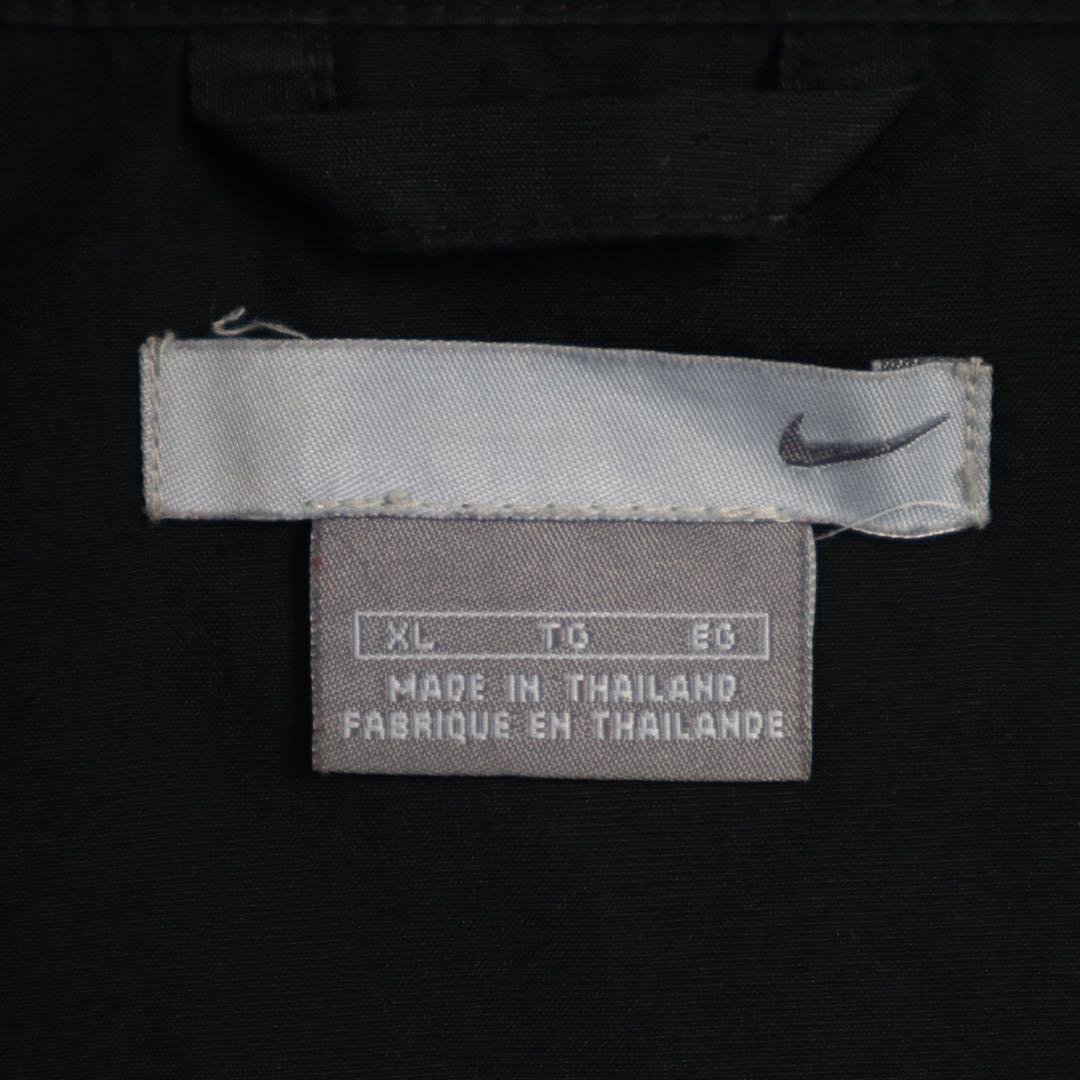 XL TG EG
MADE IN THAILAND
FABRIQUE EN THAILANDE